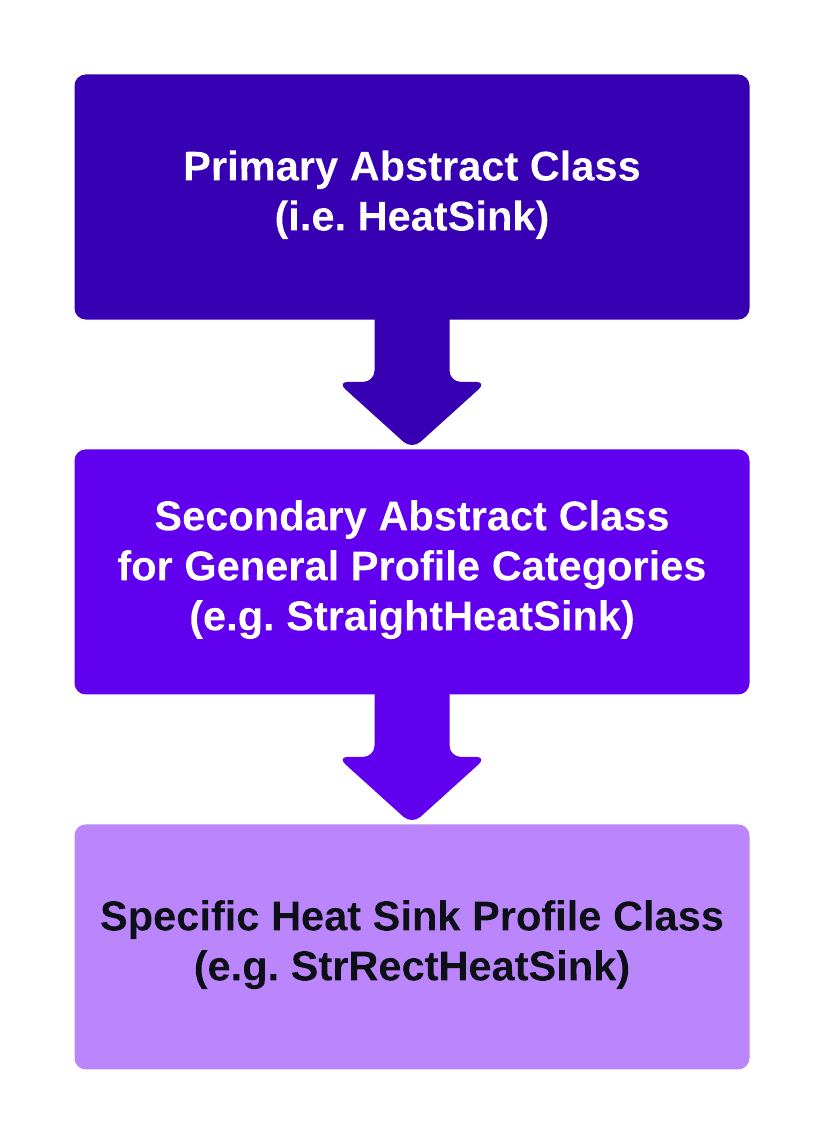 Primary Abstract Class
(i.e. HeatSink)
Secondary Abstract Class
for General Profile Categories
(e.g. StraightHeatSink)
Specific Heat Sink Profile Class
(e.g. StrRectHeatSink)